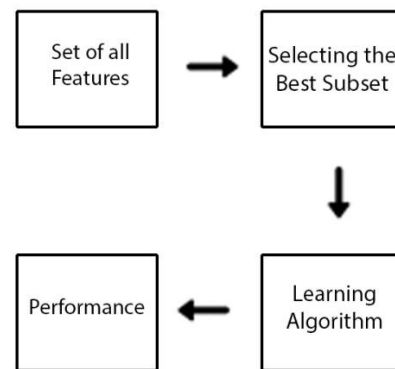 Set of all
Features
Selecting the
Best Subset
Learning
Algorithm
Performance